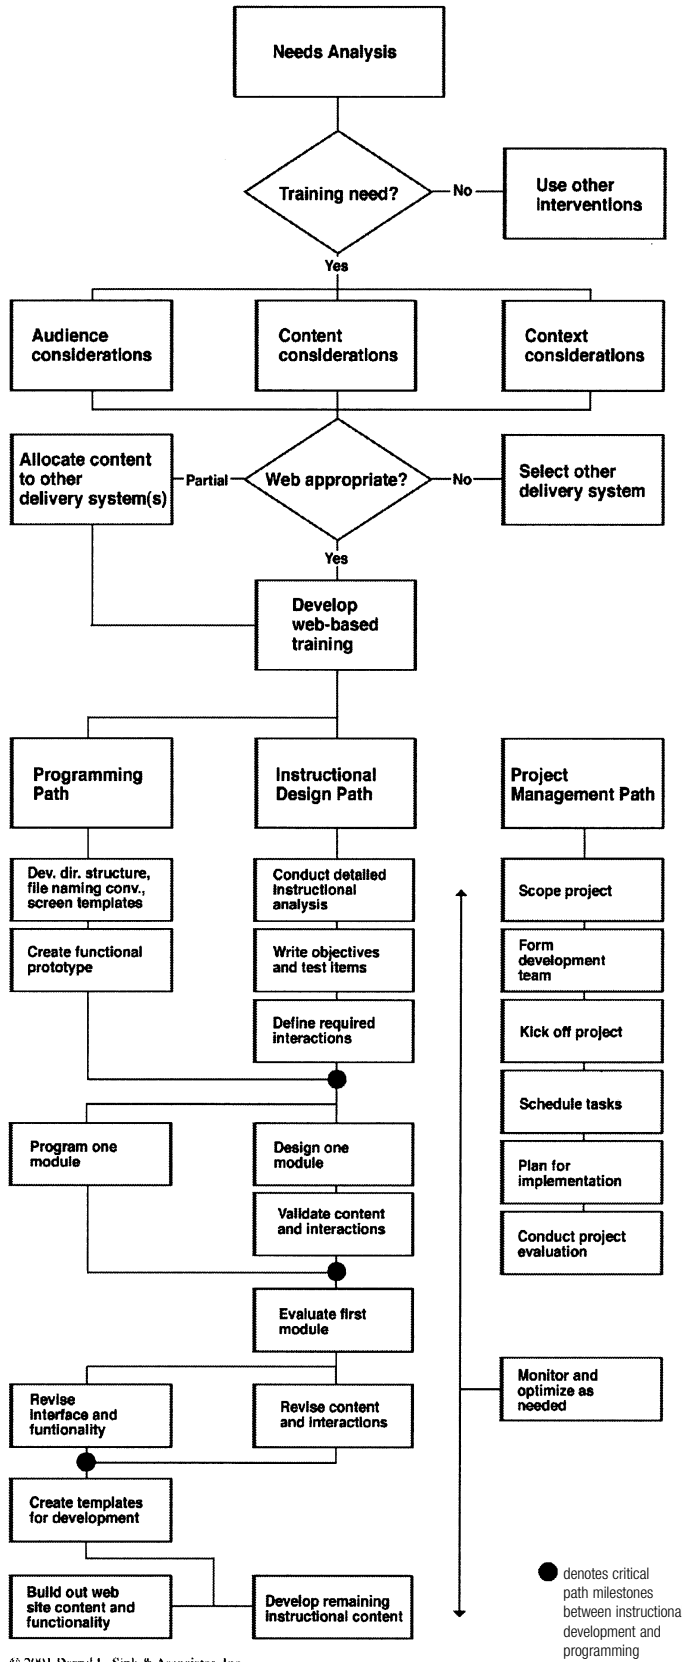 Needs Analysis
Training need?
No
Use other
interventions
Yes
Audience
considerations
Content
considerations
Context
considerations
Allocate content
to other
delivery system(s)
Partial
Web appropriate?
No
Select other
delivery system
Yes
Develop
web-based
training
Programming
Path
Instructional
Design Path
Project
Management Path
Dev. dir. structure,
file naming conv.,
screen templates
Conduct detailed
instructional
analysis
Scope project
Create functional
prototype
Write objectives
and test items
Form
development
team
Define required
interactions
Kick off project
Schedule tasks
Program one
module
Design one
module
Plan for
implementation
Validate content
and interactions
Conduct project
evaluation
Evaluate first
module
Monitor and
optimize as
needed
Revise
interface and
funtionality
Revise content
and interactions
Create templates
for development
Build out web
site content and
functionality
Develop remaining
instructional content
denotes critical
path milestones
between instructiona
development and
programming